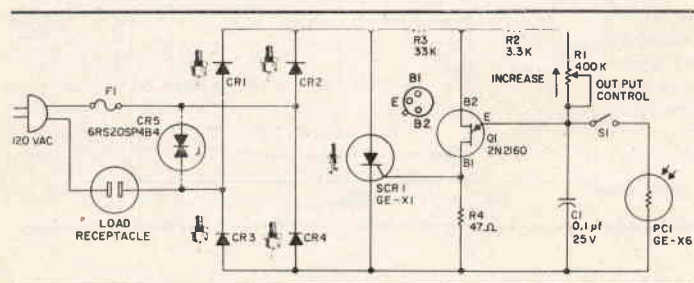 F1
120 VAC
CR5
6RS20SP4B4
LOAD
RECEPTACLE
CR1
CR2
CR3
CR4
R3
33K
B1
E
B2
SCR 1
GE-X1
R2
3.3K
B2
E
Q1
2N2160
B1
R4
47Ω
R1
400K
INCREASE
OUTPUT
CONTROL
S1
C1
0.1 μf
25 V
PC1
GE-X6